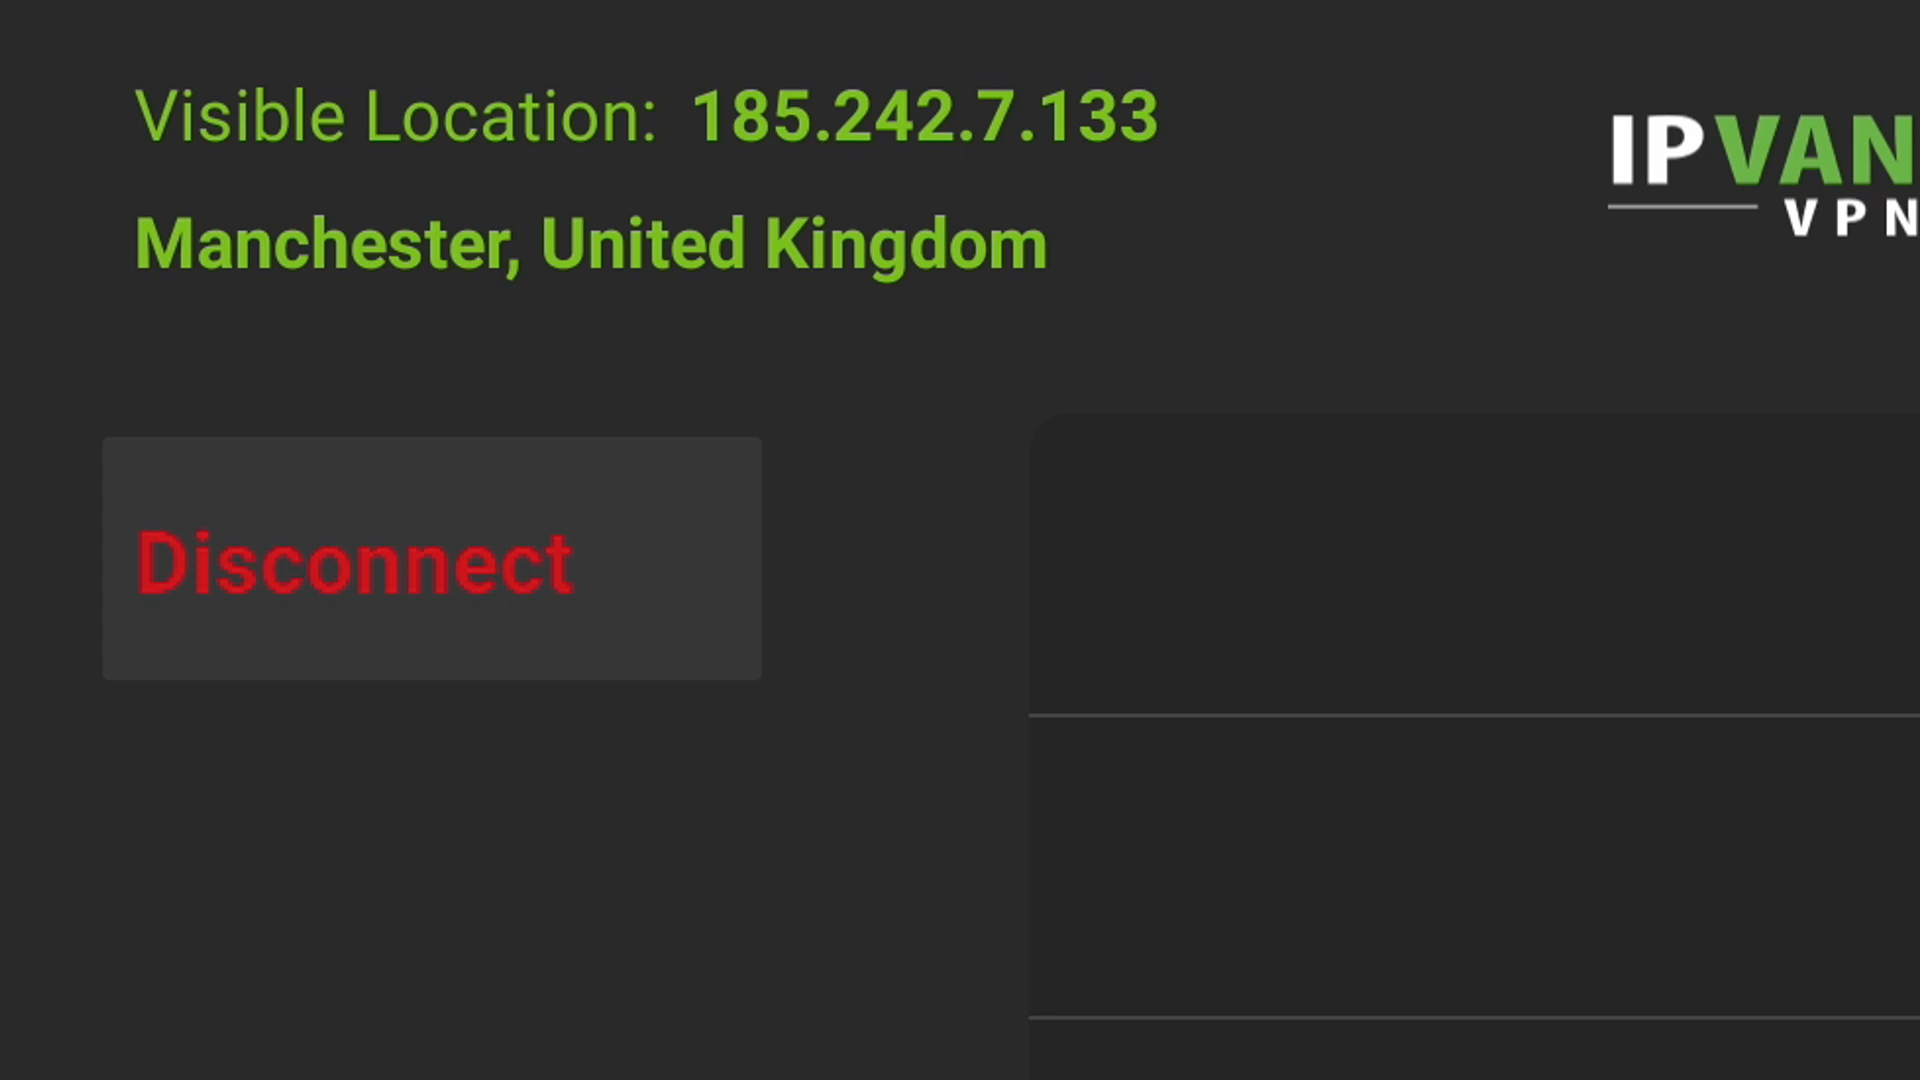 Visible Location: 185.242.7.133
IPVAN
VPN
Manchester, United Kingdom
Disconnect